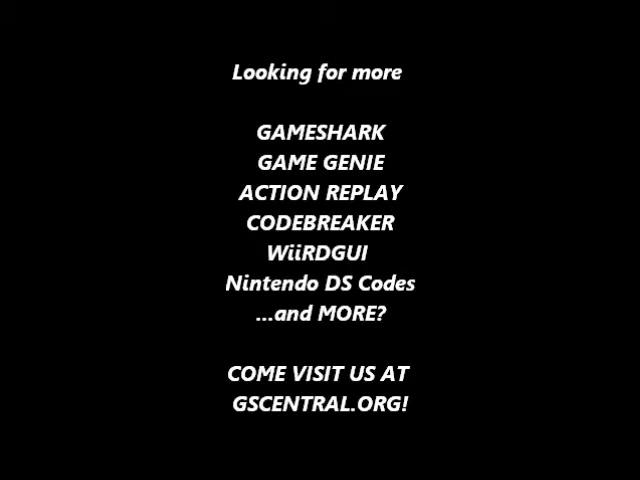 Looking for more
GAMESHARK
GAME GENIE
ACTION REPLAY
CODEBREAKER
WiiRDGUI
Nintendo DS Codes
...and MORE?
COME VISIT US AT
GSCENTRAL.ORG!